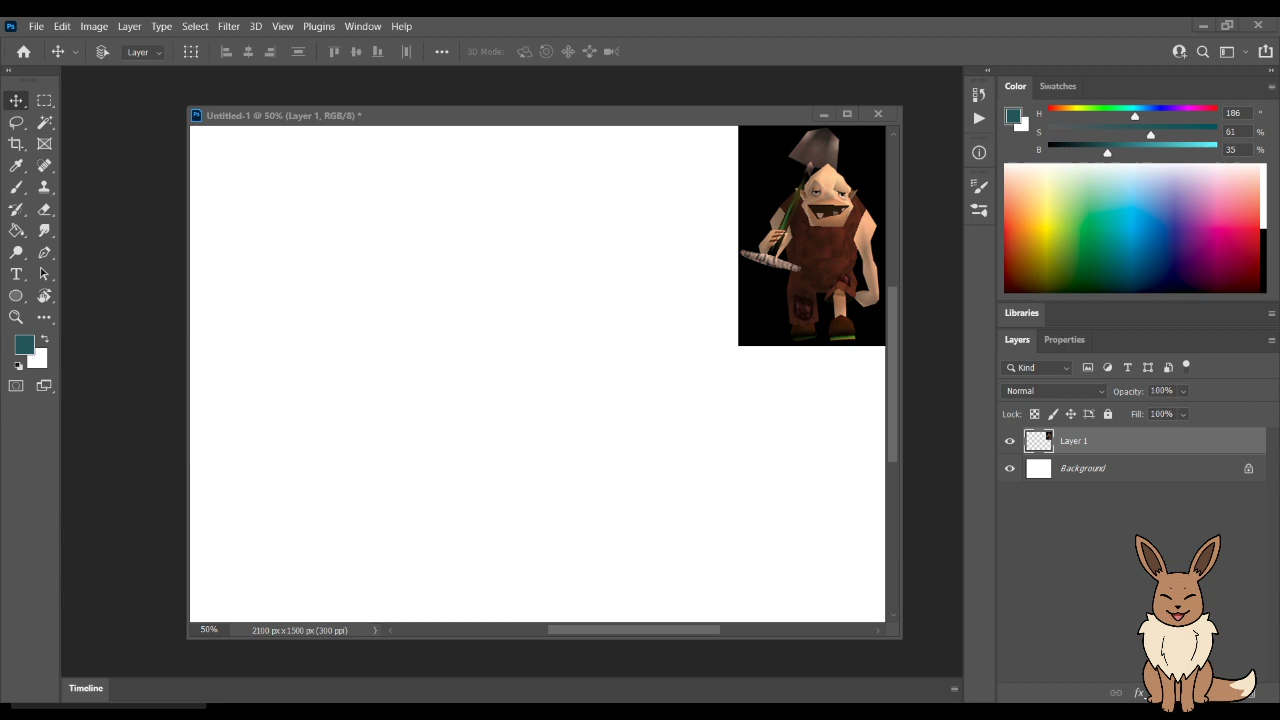 Ps File Edit Image Layer Type Select Filter 3D View Plugins Window Help
Layer 3D Mode:
Untitled-1 @ 50% (Layer 1, RGB/8) *
Color Swatches
H 186 °
S 61 %
B 35 %
Libraries
Layers Properties
Kind
Normal Opacity: 100%
Lock: Fill: 100%
Layer 1
Background
50% 2100 px x 1500 px (300 ppi)
Timeline
fx